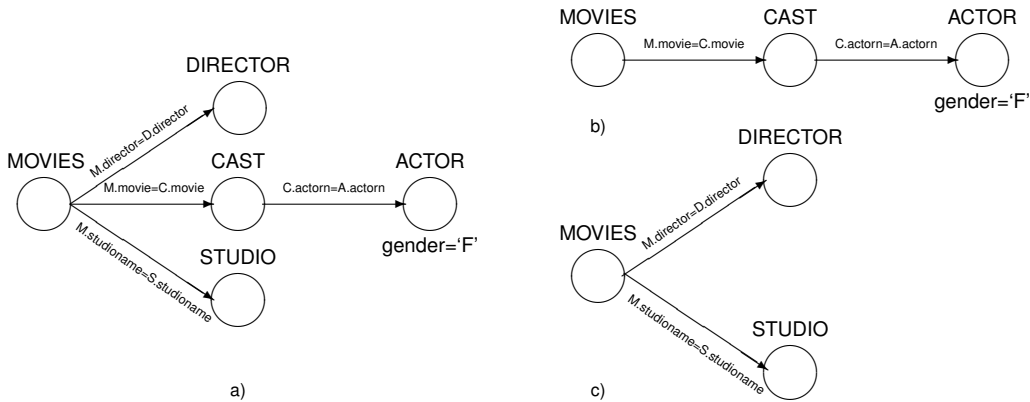 DIRECTOR
M.director=D.director
MOVIES
CAST
ACTOR
M.movie=C.movie
C.actorn=A.actorn
gender='F'
M.studioname=S.studioname
STUDIO
a)
MOVIES
CAST
ACTOR
M.movie=C.movie
C.actorn=A.actorn
gender='F'
b)
DIRECTOR
M.director=D.director
MOVIES
M.studioname=S.studioname
STUDIO
c)